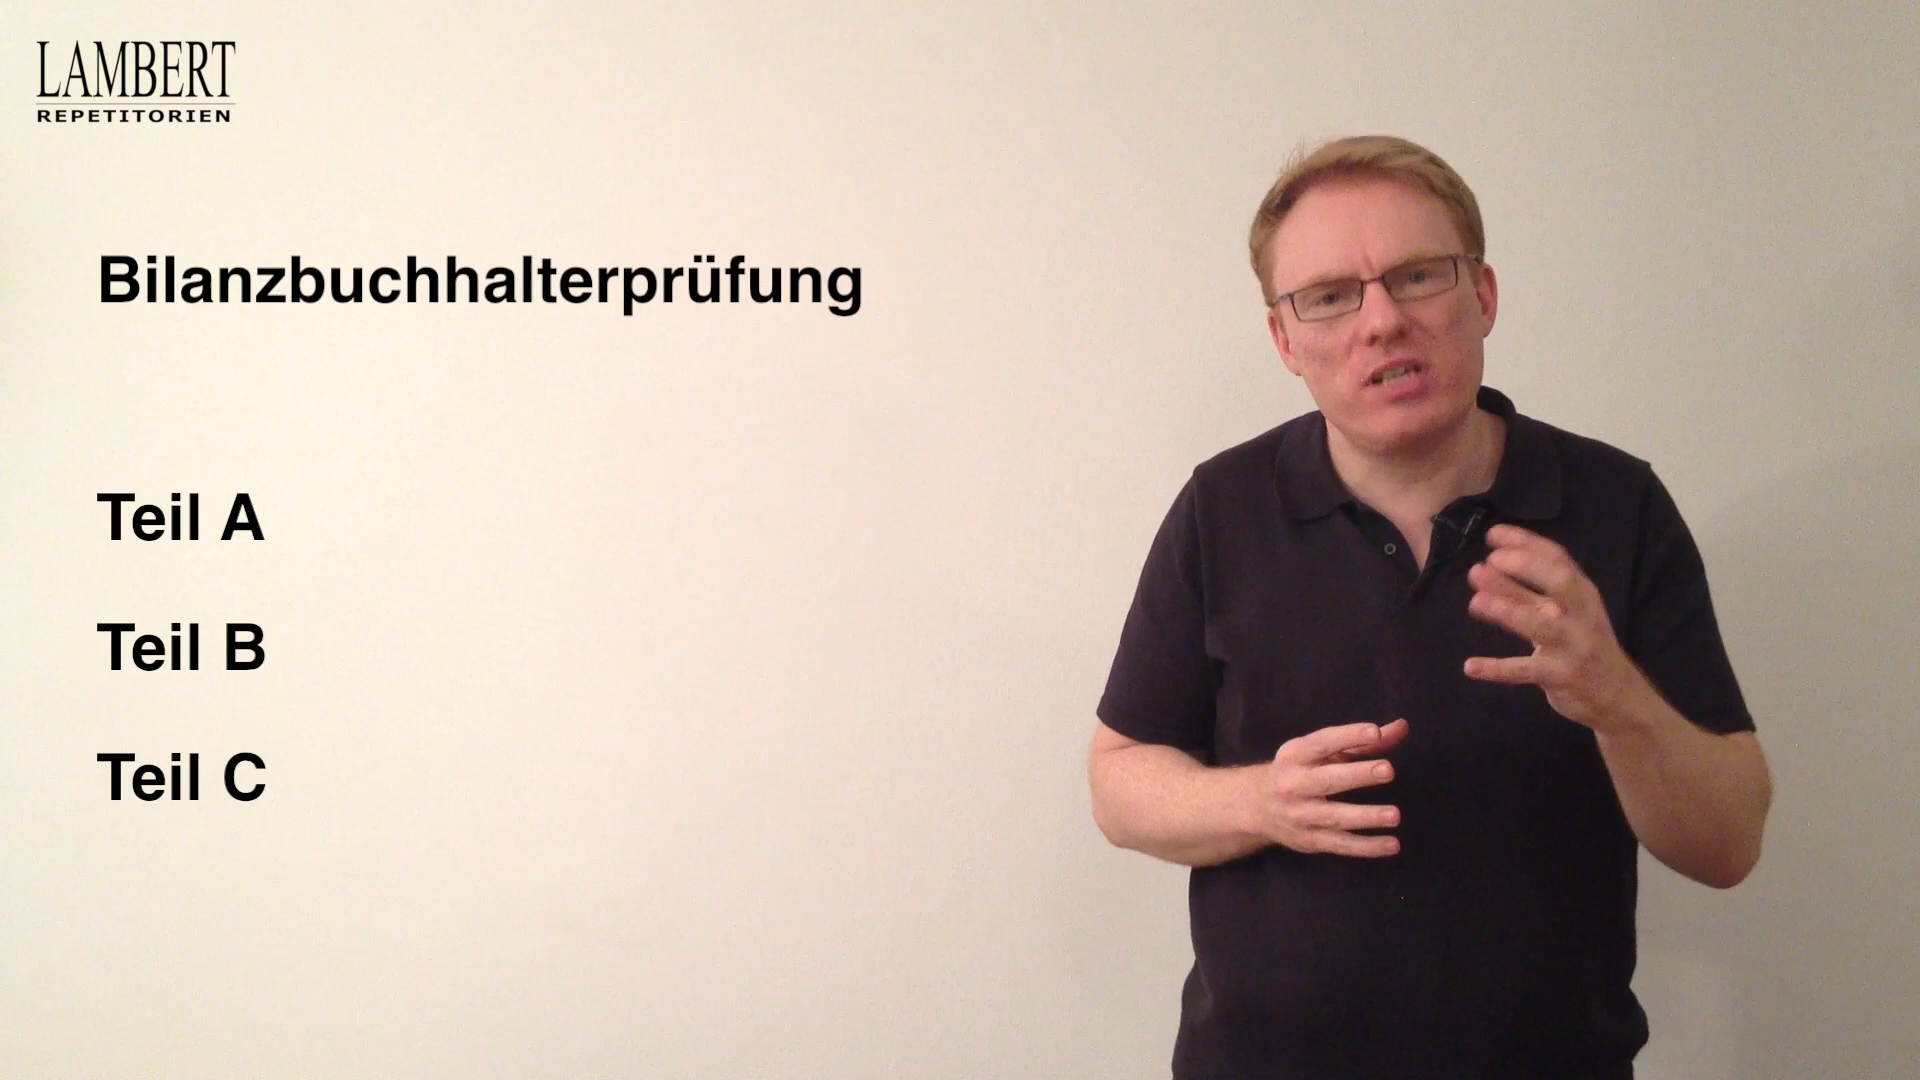 LAMBERT
REPETITORIEN
Bilanzbuchhalterprüfung
Teil A
Teil B
Teil C